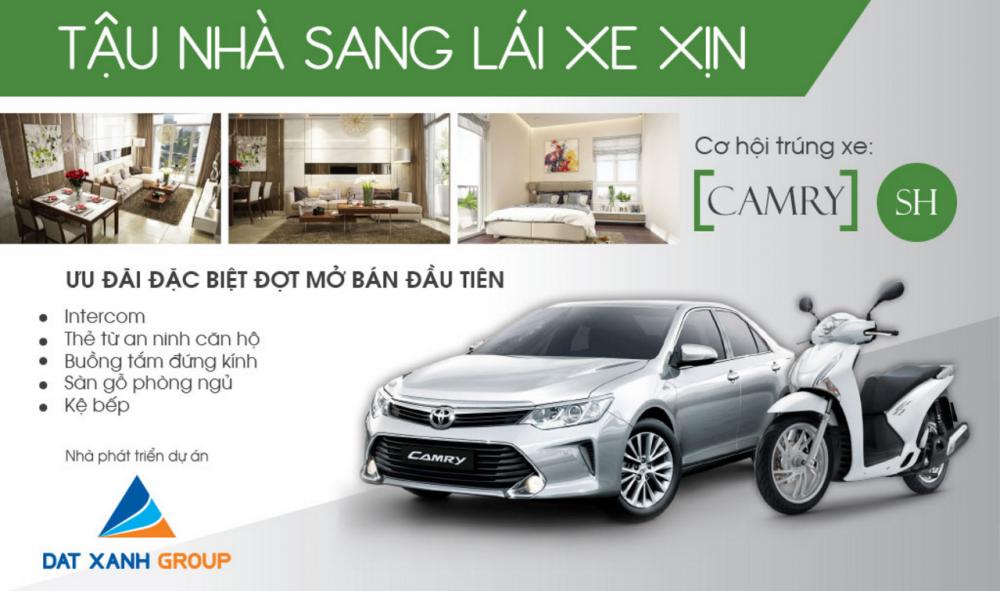 TẬU NHÀ SANG LÁI XE XỊN
Cơ hội trúng xe:
[CAMRY] SH
ƯU ĐÃI ĐẶC BIỆT ĐỢT MỞ BÁN ĐẦU TIÊN
• Intercom
• Thẻ từ an ninh căn hộ
• Buồng tắm đứng kính
• Sàn gỗ phòng ngủ
• Kệ bếp
CAMRY
Nhà phát triển dự án
DAT XANH GROUP